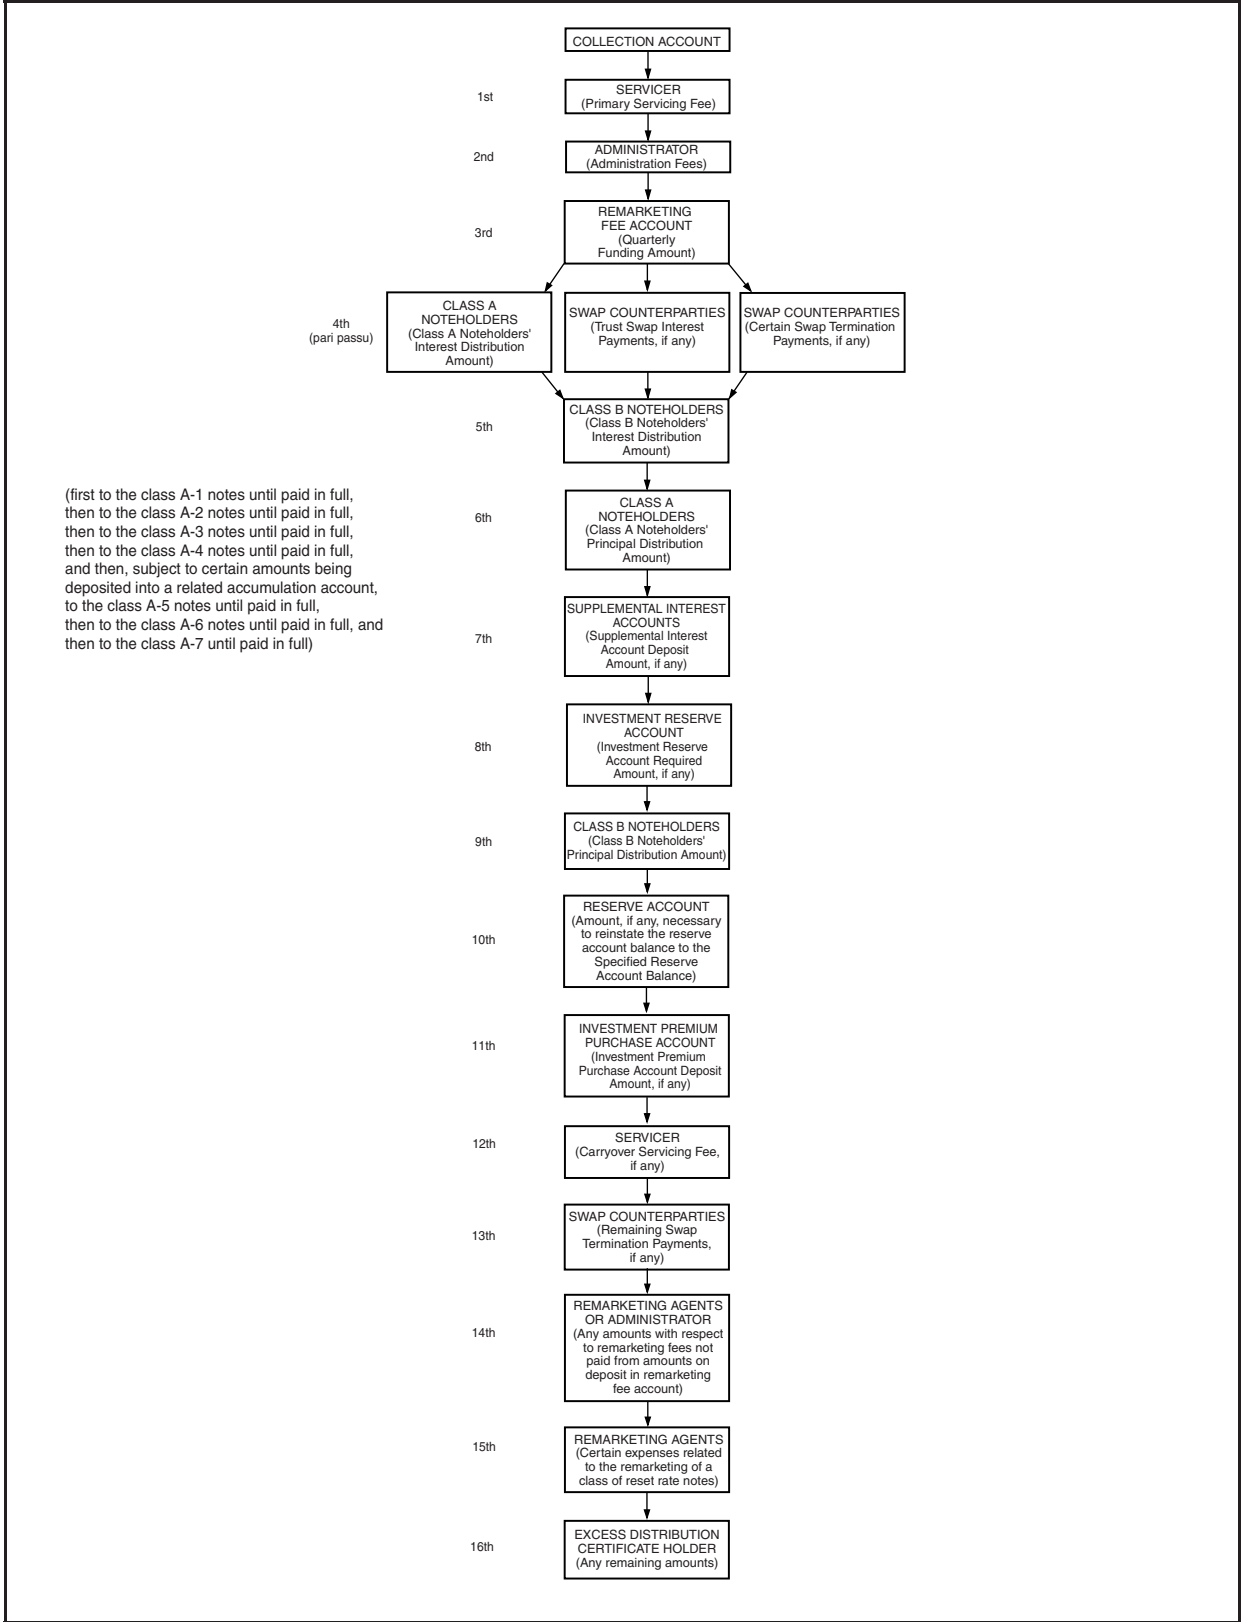 COLLECTION ACCOUNT
1st
SERVICER
(Primary Servicing Fee)
2nd
ADMINISTRATOR
(Administration Fees)
3rd
REMARKETING
FEE ACCOUNT
(Quarterly
Funding Amount)
4th
(pari passu)
CLASS A
NOTEHOLDERS
(Class A Noteholders'
Interest Distribution
Amount)
SWAP COUNTERPARTIES
(Trust Swap Interest
Payments, if any)
SWAP COUNTERPARTIES
(Certain Swap Termination
Payments, if any)
5th
CLASS B NOTEHOLDERS
(Class B Noteholders'
Interest Distribution
Amount)
(first to the class A-1 notes until paid in full,
then to the class A-2 notes until paid in full,
then to the class A-3 notes until paid in full,
then to the class A-4 notes until paid in full,
and then, subject to certain amounts being
deposited into a related accumulation account,
to the class A-5 notes until paid in full,
then to the class A-6 notes until paid in full, and
then to the class A-7 until paid in full)
6th
CLASS A
NOTEHOLDERS
(Class A Noteholders'
Principal Distribution
Amount)
7th
SUPPLEMENTAL INTEREST
ACCOUNTS
(Supplemental Interest
Account Deposit
Amount, if any)
8th
INVESTMENT RESERVE
ACCOUNT
(Investment Reserve
Account Required
Amount, if any)
9th
CLASS B NOTEHOLDERS
(Class B Noteholders'
Principal Distribution Amount)
10th
RESERVE ACCOUNT
(Amount, if any, necessary
to reinstate the reserve
account balance to the
Specified Reserve
Account Balance)
11th
INVESTMENT PREMIUM
PURCHASE ACCOUNT
(Investment Premium
Purchase Account Deposit
Amount, if any)
12th
SERVICER
(Carryover Servicing Fee,
if any)
13th
SWAP COUNTERPARTIES
(Remaining Swap
Termination Payments,
if any)
14th
REMARKETING AGENTS
OR ADMINISTRATOR
(Any amounts with respect
to remarketing fees not
paid from amounts on
deposit in remarketing
fee account)
15th
REMARKETING AGENTS
(Certain expenses related
to the remarketing of a
class of reset rate notes)
16th
EXCESS DISTRIBUTION
CERTIFICATE HOLDER
(Any remaining amounts)